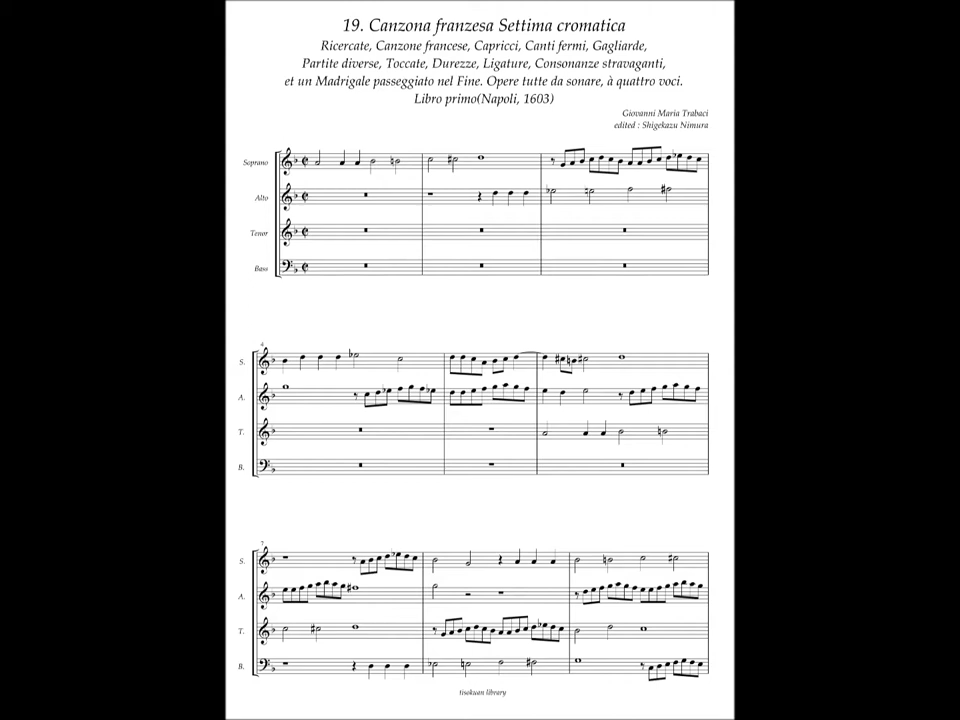 19. Canzona franzesa Settima cromatica
Ricercate, Canzone francese, Capricci, Canti fermi, Gagliarde,
Partite diverse, Toccate, Durezze, Ligature, Consonanze stravaganti,
et un Madrigale passeggiato nel Fine. Opere tutte da sonare, à quattro voci.
Libro primo(Napoli, 1603)
Giovanni Maria Trabaci
edited : Shigekazu Nimura
Soprano
Alto
Tenor
Bass
4
S.
A.
T.
B.
7
S.
A.
T.
B.
tisokuan library